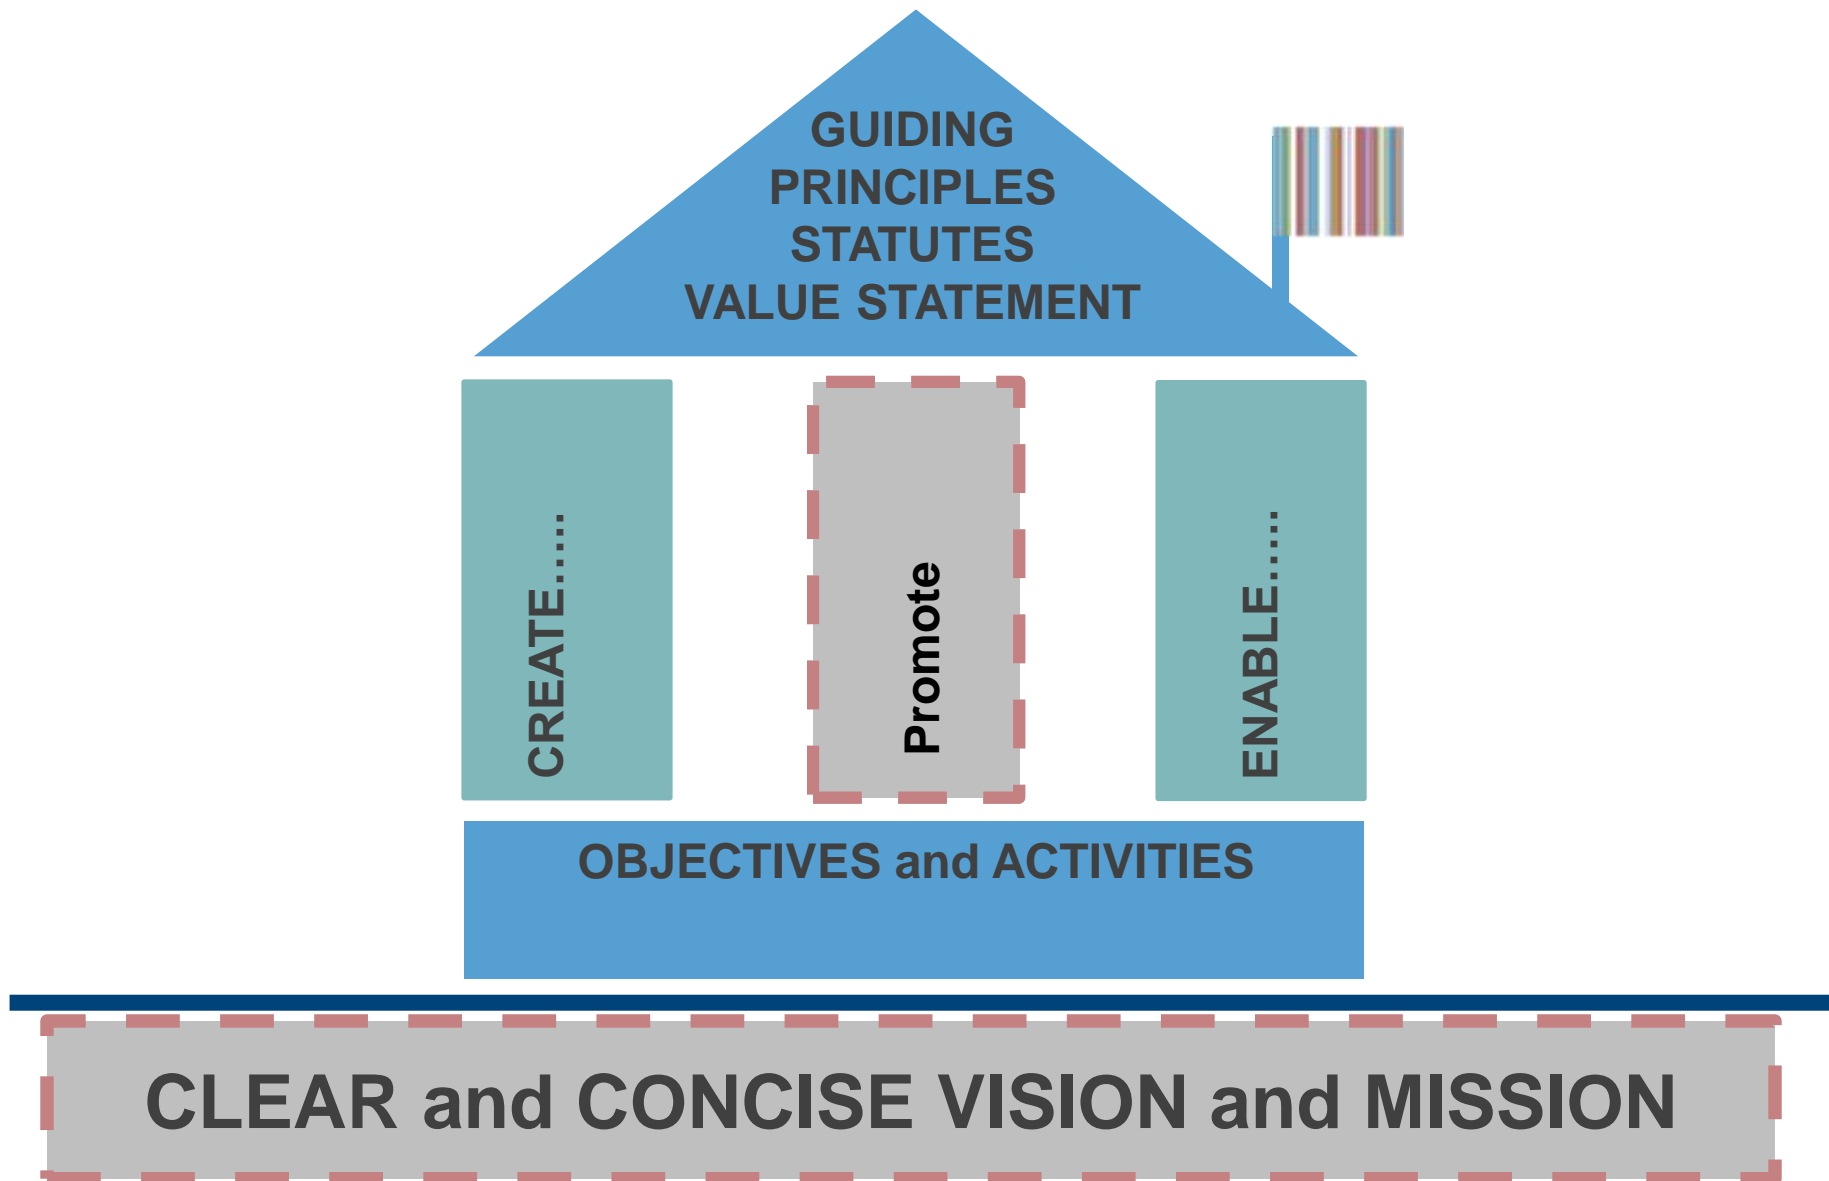 GUIDING
PRINCIPLES
STATUTES
VALUE STATEMENT
CREATE.....
Promote
ENABLE.....
OBJECTIVES and ACTIVITIES
CLEAR and CONCISE VISION and MISSION